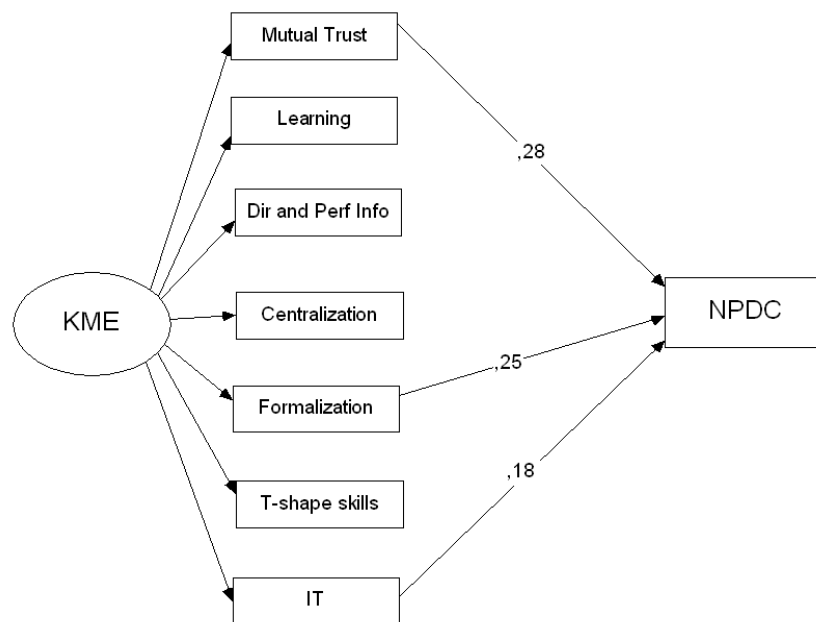 Mutual Trust
Learning
,28
Dir and Perf Info
KME
Centralization
NPDC
,25
Formalization
,18
T-shape skills
IT